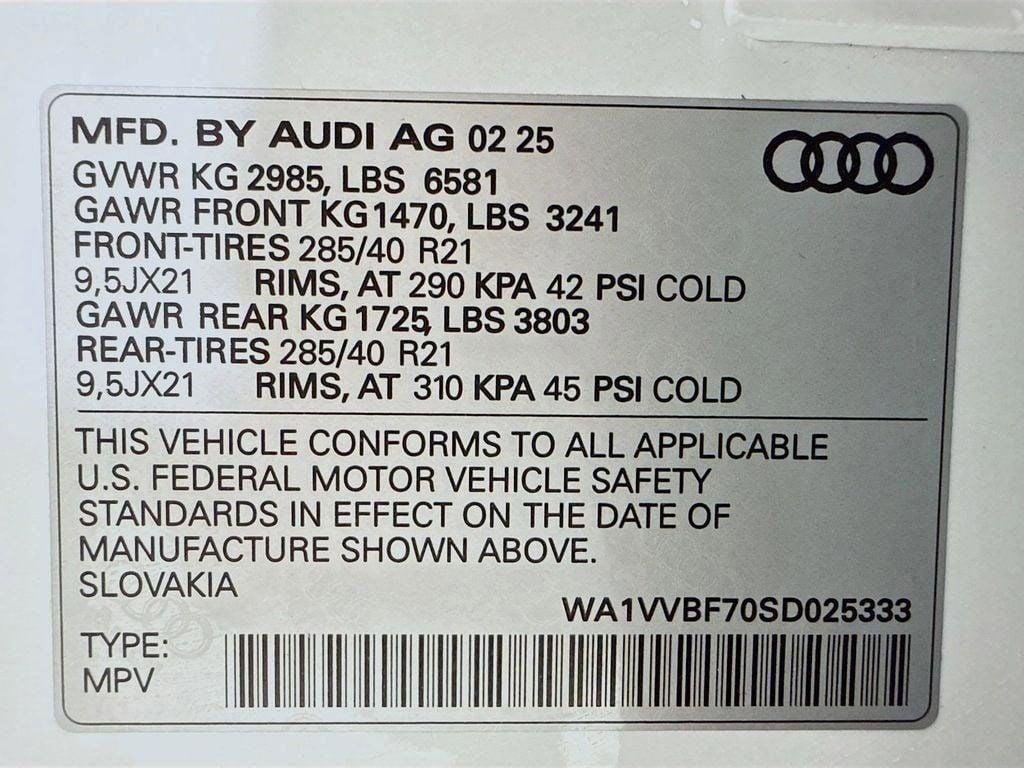 MFD. BY AUDI AG 02 25
GVWR KG 2985, LBS 6581
GAWR FRONT KG 1470, LBS 3241
FRONT-TIRES 285/40 R21
9,5JX21 RIMS, AT 290 KPA 42 PSI COLD
GAWR REAR KG 1725, LBS 3803
REAR-TIRES 285/40 R21
9,5JX21 RIMS, AT 310 KPA 45 PSI COLD
THIS VEHICLE CONFORMS TO ALL APPLICABLE
U.S. FEDERAL MOTOR VEHICLE SAFETY
STANDARDS IN EFFECT ON THE DATE OF
MANUFACTURE SHOWN ABOVE.
SLOVAKIA
WA1VVBF70SD025333
TYPE:
MPV